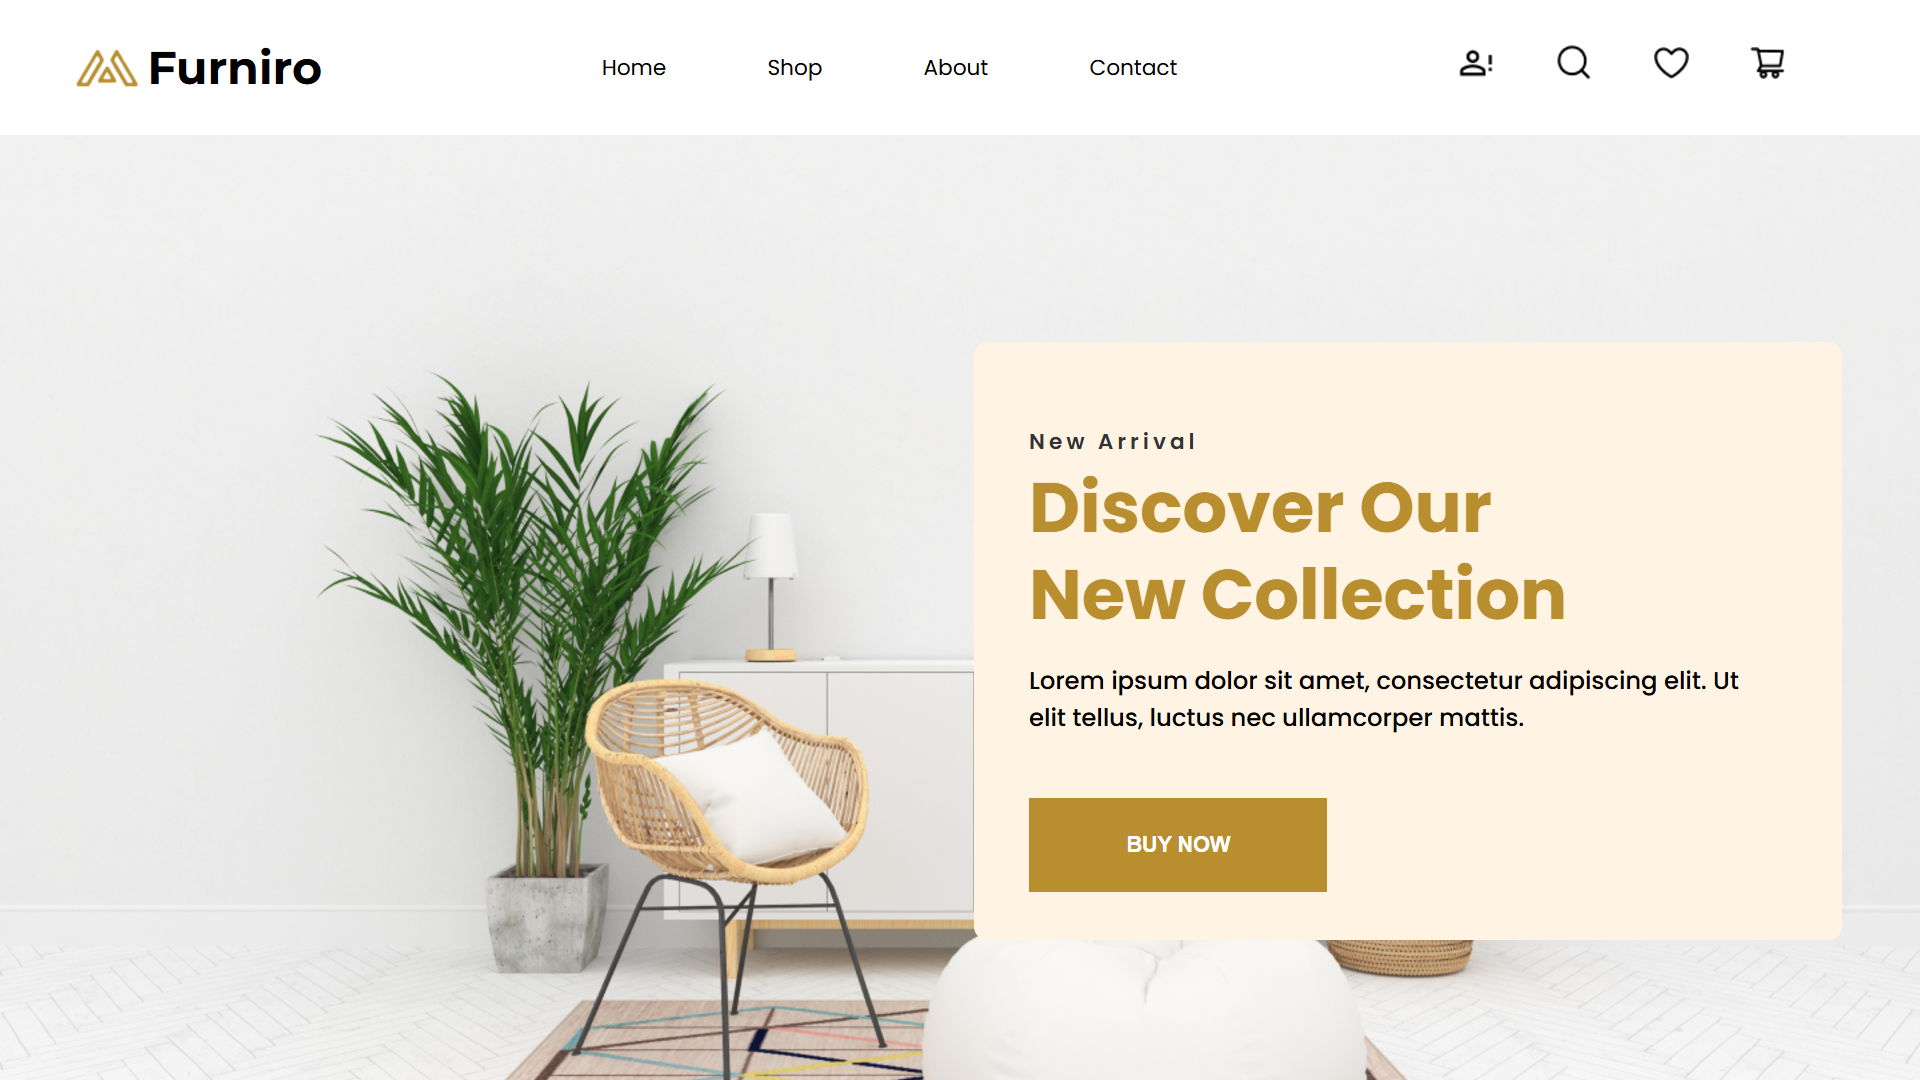 Furniro
Home
Shop
About
Contact
New Arrival
Discover Our
New Collection
Lorem ipsum dolor sit amet, consectetur adipiscing elit. Ut
elit tellus, luctus nec ullamcorper mattis.
BUY NOW